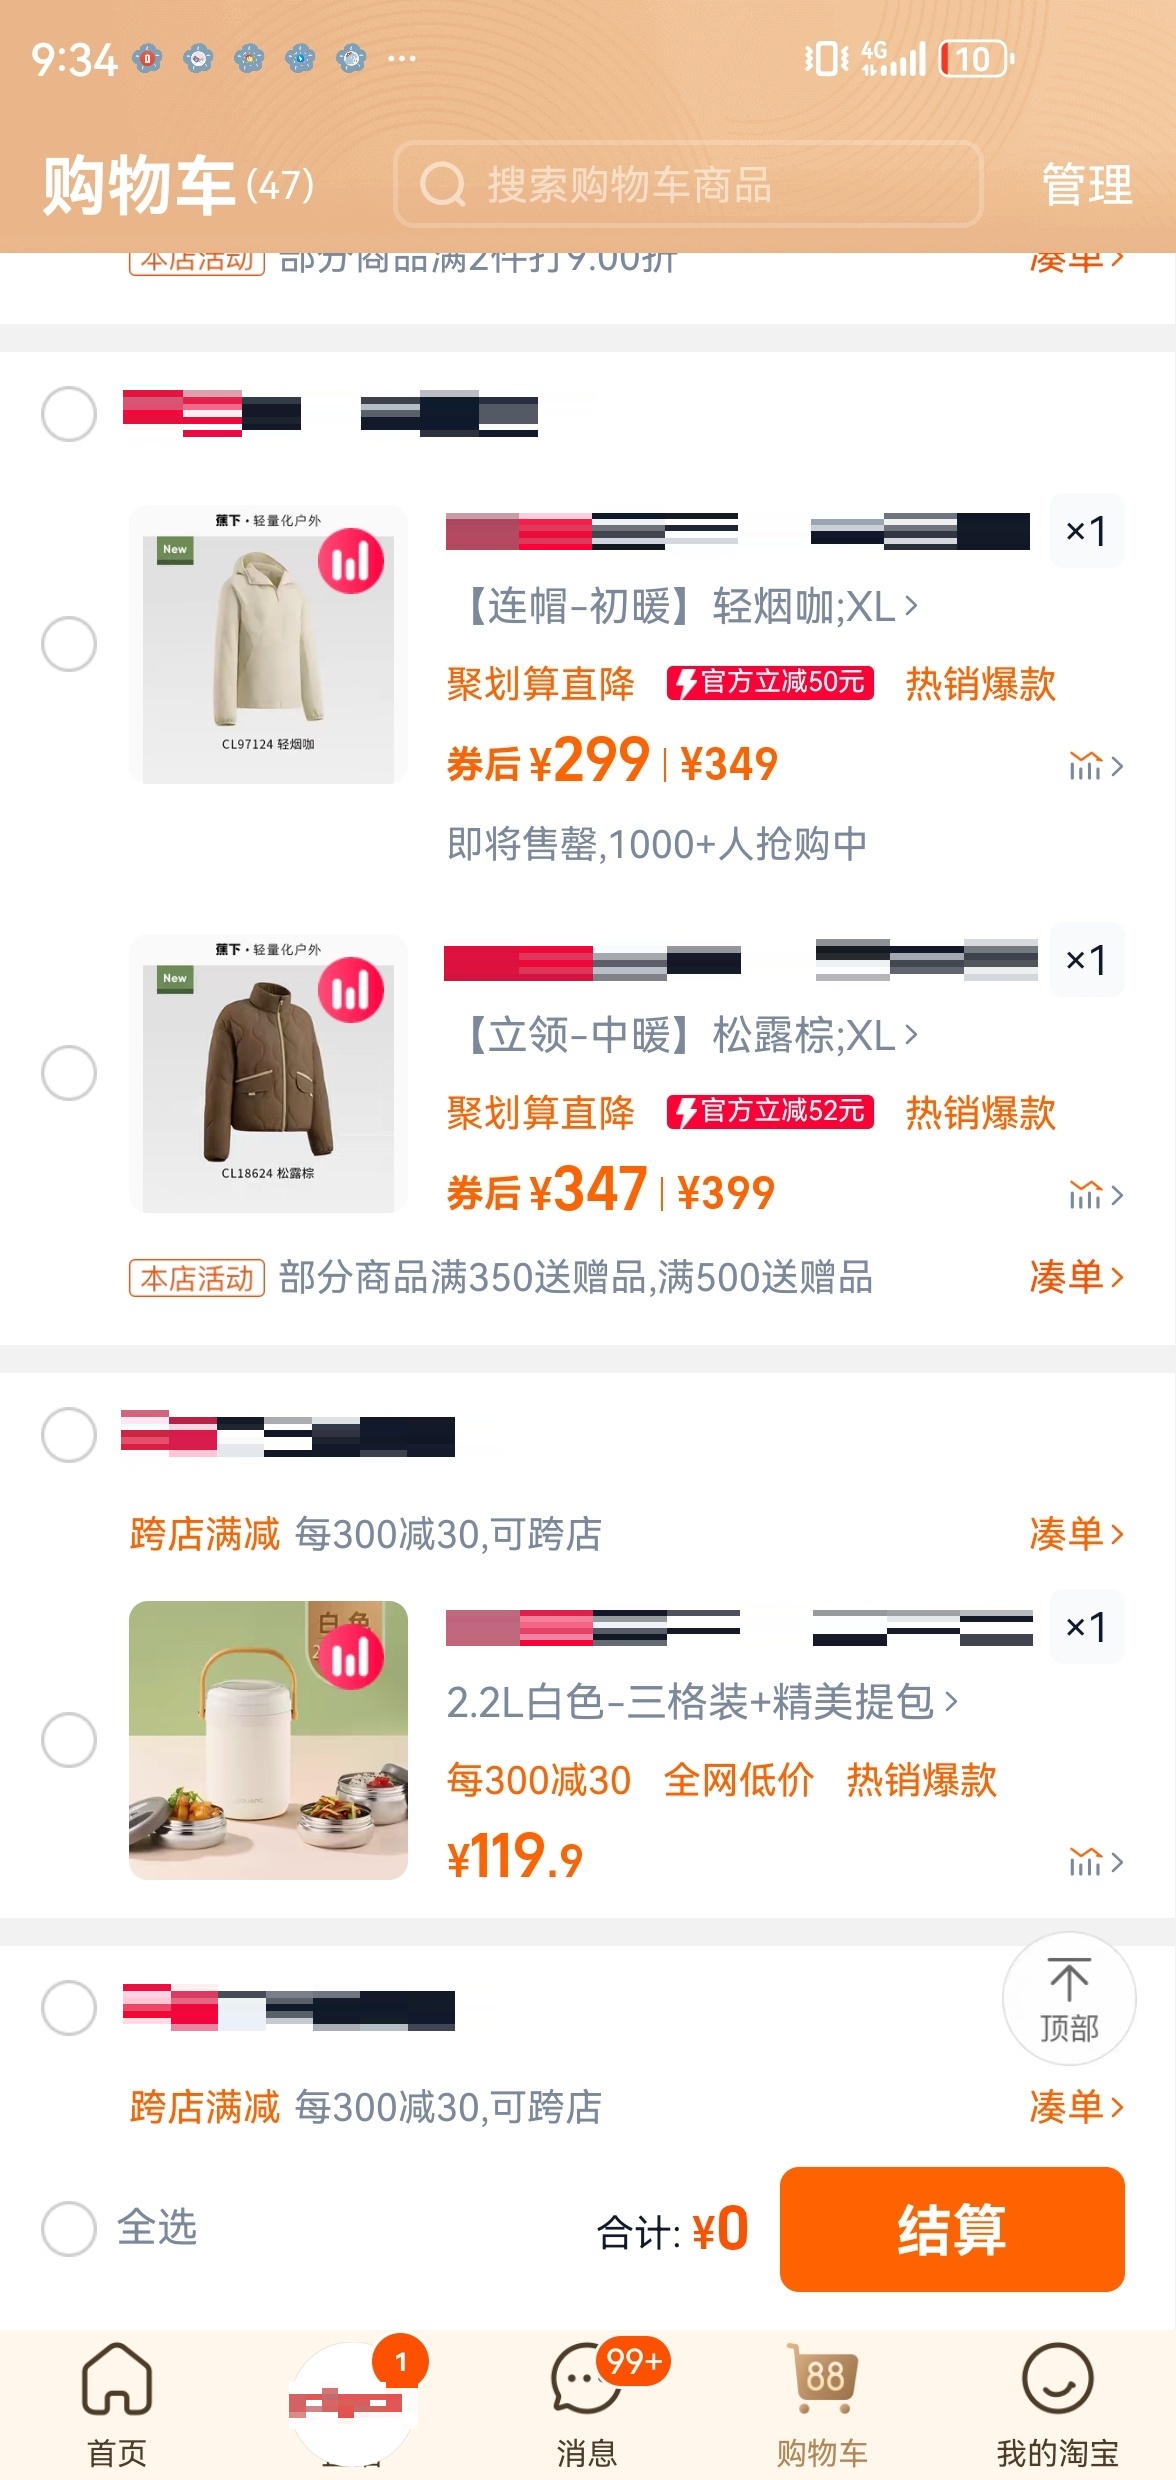 9:34
4G
10
购物车(47)
搜索购物车商品
管理
本店活动 部分商品满2件打9.00折 凑单>
蕉下·轻量化户外
New
CL97124 轻烟咖
×1
【连帽-初暖】轻烟咖;XL>
聚划算直降 官方立减50元 热销爆款
券后¥299|¥349
即将售罄,1000+人抢购中
蕉下·轻量化户外
New
CL18624 松露棕
×1
【立领-中暖】松露棕;XL>
聚划算直降 官方立减52元 热销爆款
券后¥347|¥399
本店活动 部分商品满350送赠品,满500送赠品 凑单>
跨店满减 每300减30,可跨店 凑单>
白色
×1
2.2L白色-三格装+精美提包>
每300减30 全网低价 热销爆款
¥119.9
顶部
跨店满减 每300减30,可跨店 凑单>
全选
合计: ¥0
结算
1
99+
88
首页
消息
购物车
我的淘宝